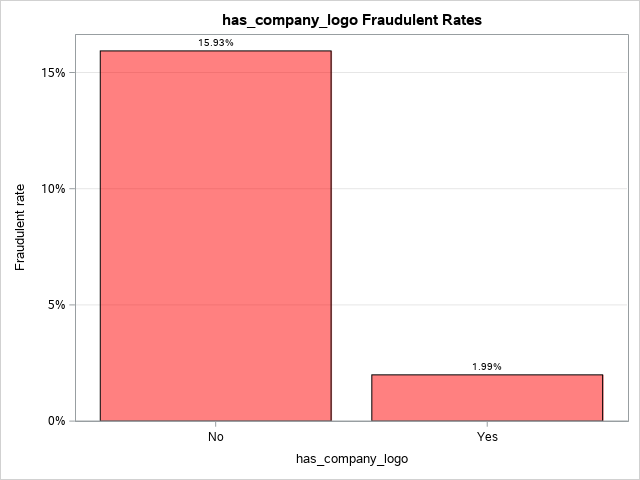 has_company_logo Fraudulent Rates
15.93%
15%
10%
Fraudulent rate
5%
1.99%
0%
No
Yes
has_company_logo